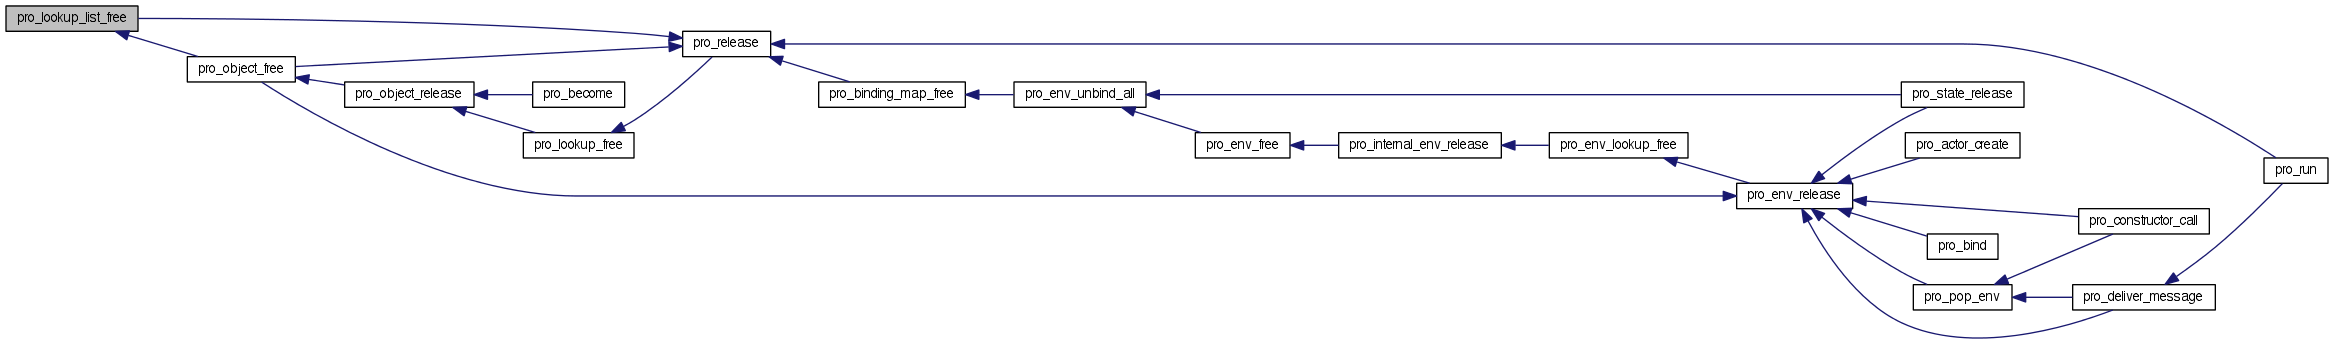 pro_lookup_list_free
pro_release
pro_object_free
pro_object_release
pro_become
pro_binding_map_free
pro_env_unbind_all
pro_state_release
pro_lookup_free
pro_env_free
pro_internal_env_release
pro_env_lookup_free
pro_actor_create
pro_run
pro_env_release
pro_constructor_call
pro_bind
pro_pop_env
pro_deliver_message